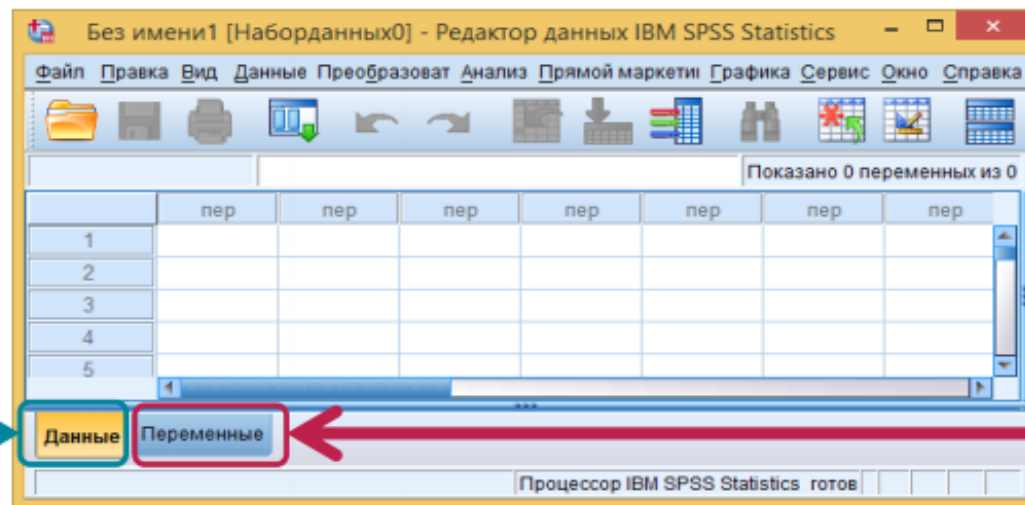 Без имени1 [Наборданных0] - Редактор данных IBM SPSS Statistics
Файл Правка Вид Данные Преобразоват Анализ Прямой маркетин Графика Сервис Окно Справка
Показано 0 переменных из 0
пер пер пер пер пер пер пер
1
2
3
4
5
Данные Переменные
Процессор IBM SPSS Statistics готов